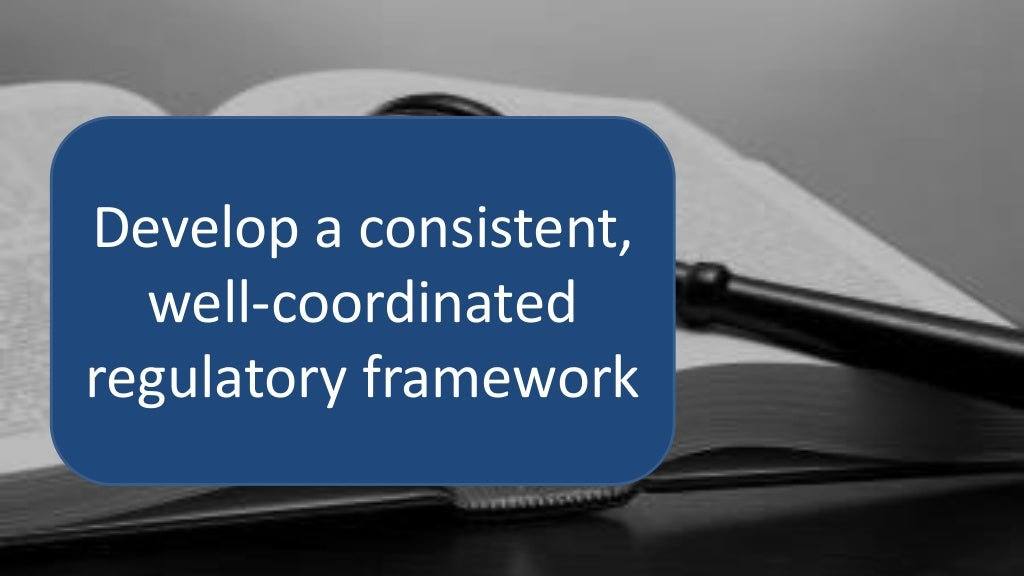 Develop a consistent,
well-coordinated
regulatory framework